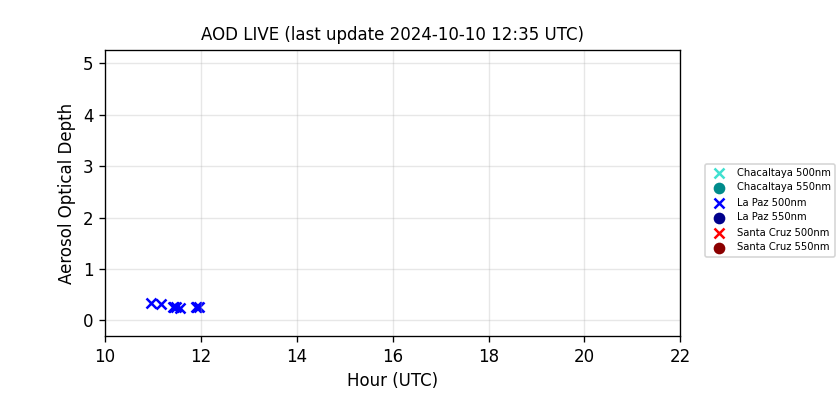 AOD LIVE (last update 2024-10-10 12:35 UTC)
5
4
3
2
1
0
Aerosol Optical Depth
10 12 14 16 18 20 22
Hour (UTC)
Chacaltaya 500nm
Chacaltaya 550nm
La Paz 500nm
La Paz 550nm
Santa Cruz 500nm
Santa Cruz 550nm